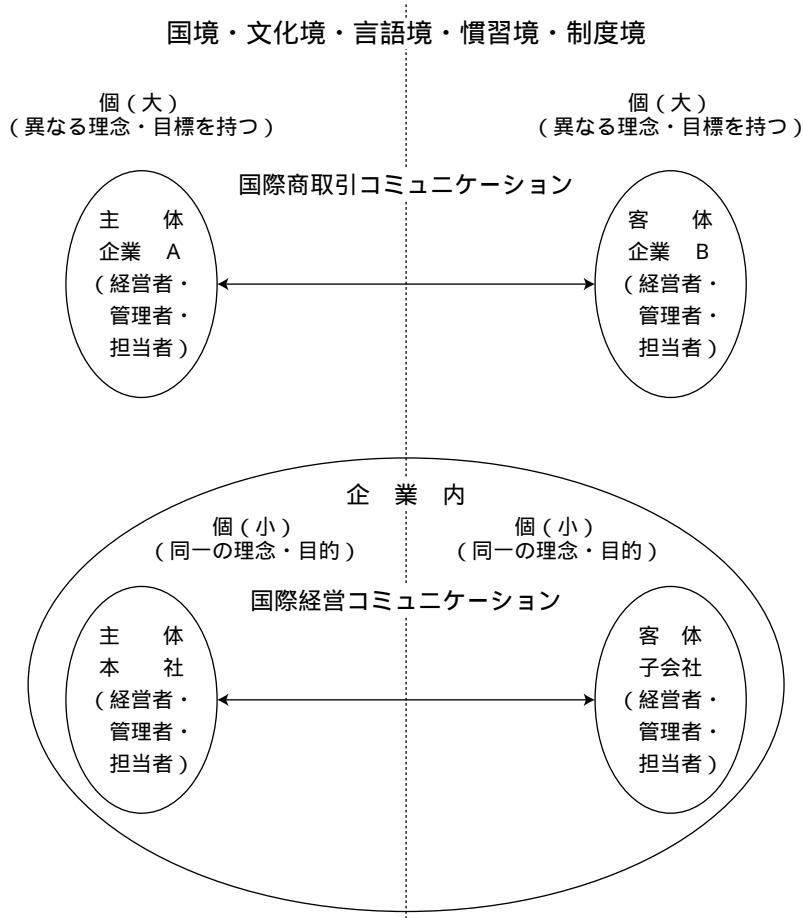 国境・文化境・言語境・慣習境・制度境
個(大)
(異なる理念・目標を持つ)
個(大)
(異なる理念・目標を持つ)
国際商取引コミュニケーション
主 体
企業 A
(経営者・
管理者・
担当者)
客 体
企業 B
(経営者・
管理者・
担当者)
企 業 内
個(小)
(同一の理念・目的)
個(小)
(同一の理念・目的)
国際経営コミュニケーション
主 体
本 社
(経営者・
管理者・
担当者)
客 体
子会社
(経営者・
管理者・
担当者)